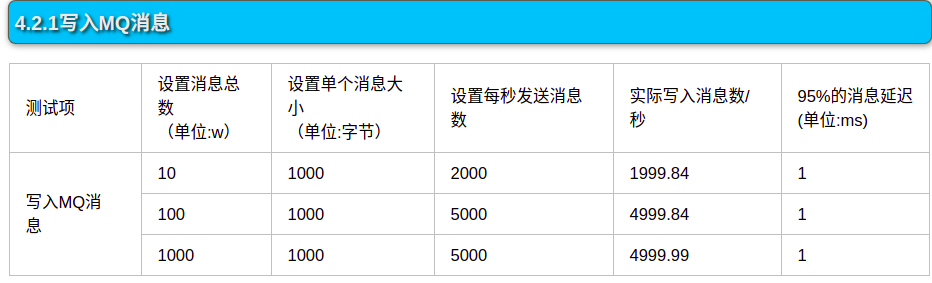 4.2.1写入MQ消息
测试项
设置消息总
数
（单位:w）
设置单个消息大
小
（单位:字节）
设置每秒发送消息
数
实际写入消息数/
秒
95%的消息延迟
(单位:ms)
写入MQ消
息
10
1000
2000
1999.84
1
100
1000
5000
4999.84
1
1000
1000
5000
4999.99
1